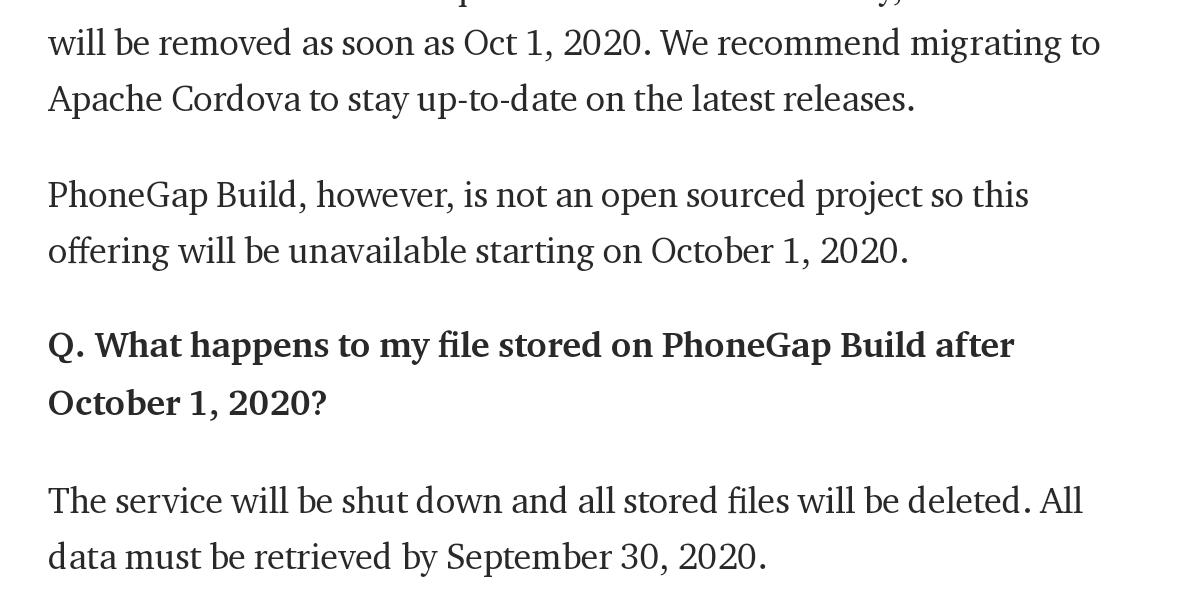 will be removed as soon as Oct 1, 2020. We recommend migrating to
Apache Cordova to stay up-to-date on the latest releases.
PhoneGap Build, however, is not an open sourced project so this
offering will be unavailable starting on October 1, 2020.
Q. What happens to my file stored on PhoneGap Build after
October 1, 2020?
The service will be shut down and all stored files will be deleted. All
data must be retrieved by September 30, 2020.